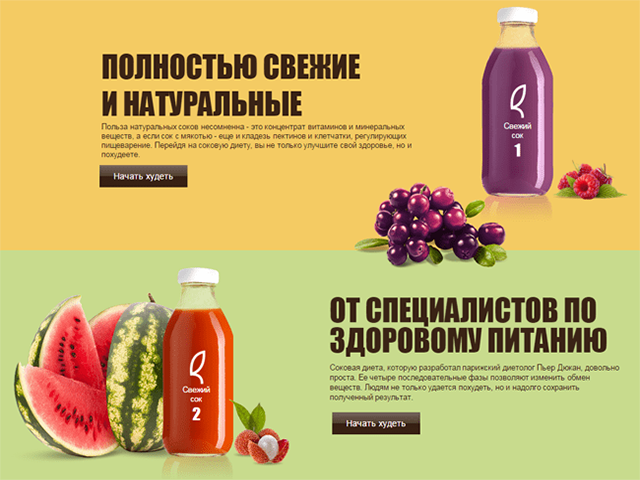 ПОЛНОСТЬЮ СВЕЖИЕ
И НАТУРАЛЬНЫЕ
Польза натуральных соков несомненна - это концентрат витаминов и минеральных
веществ, а если сок с мякотью - еще и кладезь пектинов и клетчатки, регулирующих
пищеварение. Перейдя на соковую диету, вы не только улучшите своё здоровье, но и
похудеете.
Начать худеть
Свежий
сок
1
ОТ СПЕЦИАЛИСТОВ ПО
ЗДОРОВОМУ ПИТАНИЮ
Соковая диета, которую разработал парижский диетолог Пьер Дюкан, довольно
проста. Ее четыре последовательные фазы позволяют изменить обмен
веществ. Людям не только удается похудеть, но и надолго сохранить
полученный результат.
Начать худеть
Свежий
сок
2